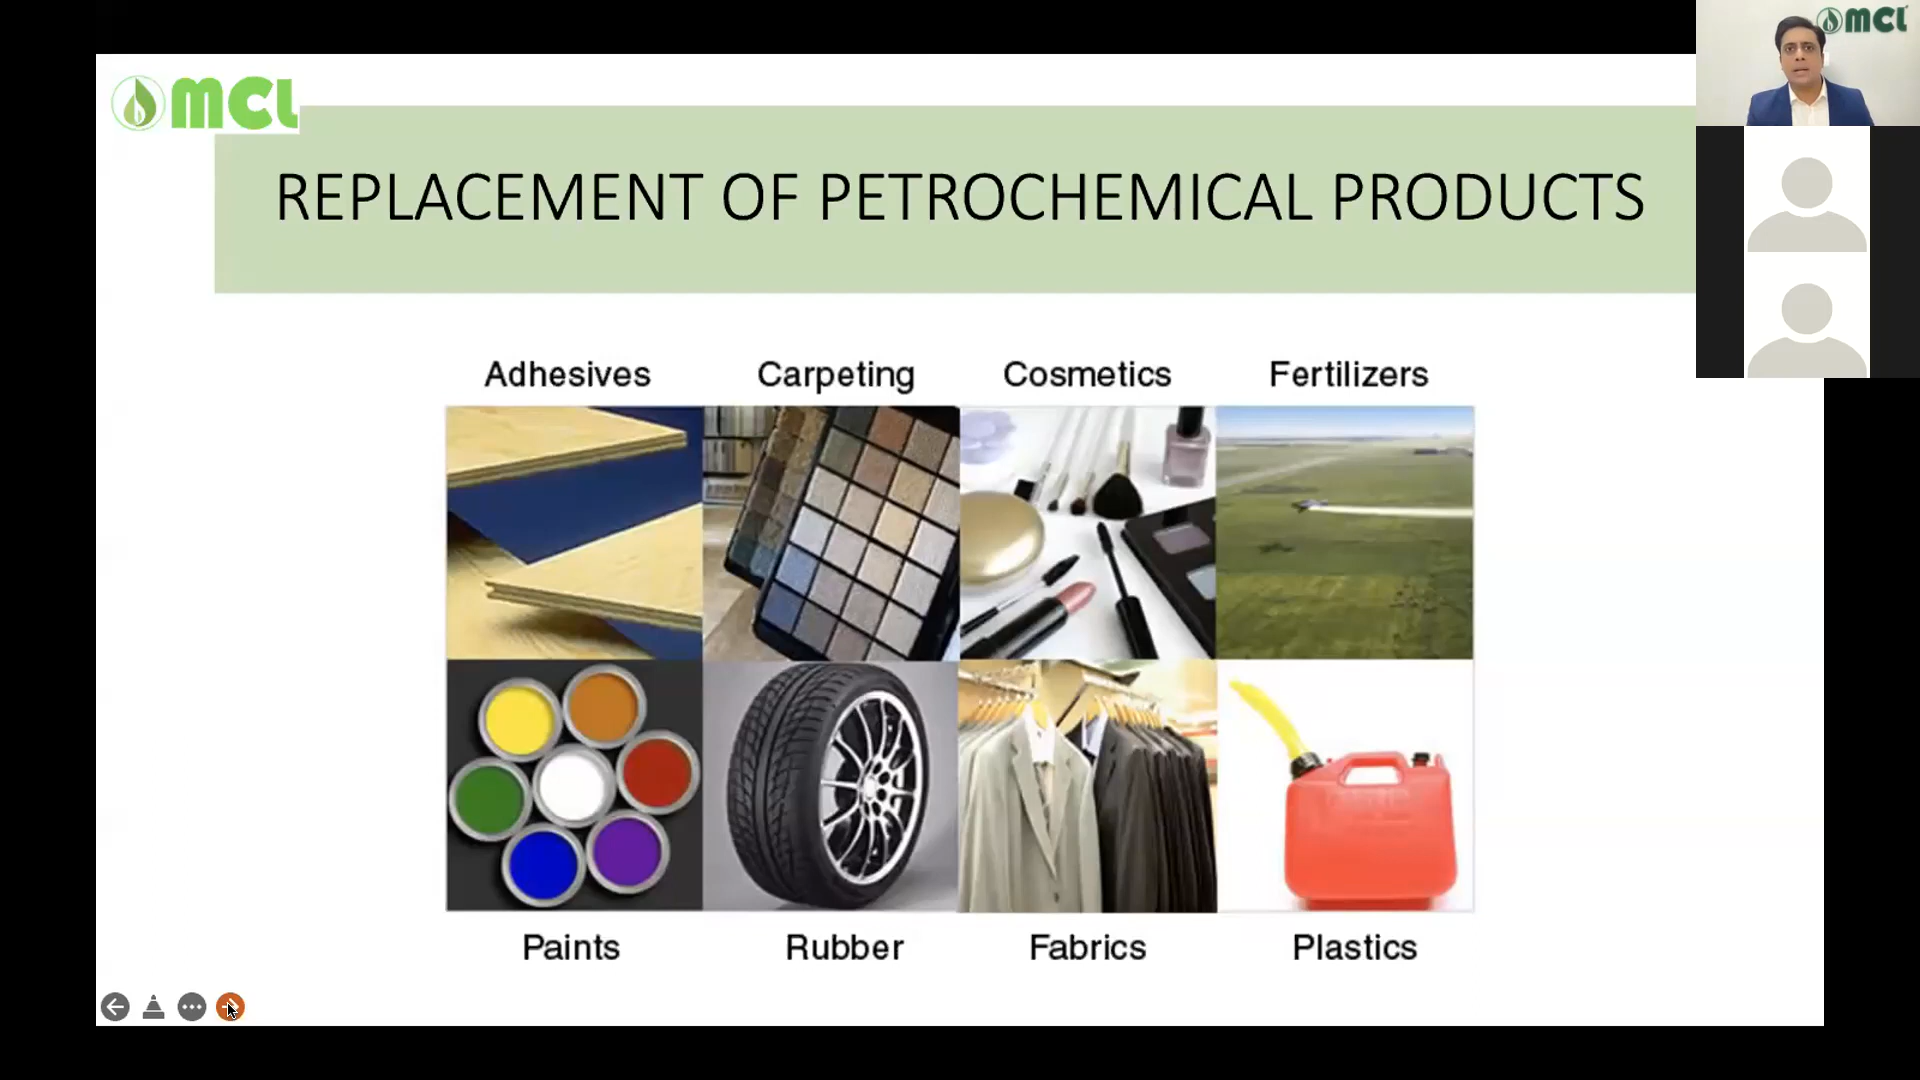 MCL
MCL
REPLACEMENT OF PETROCHEMICAL PRODUCTS
Adhesives
Carpeting
Cosmetics
Fertilizers
Paints
Rubber
Fabrics
Plastics